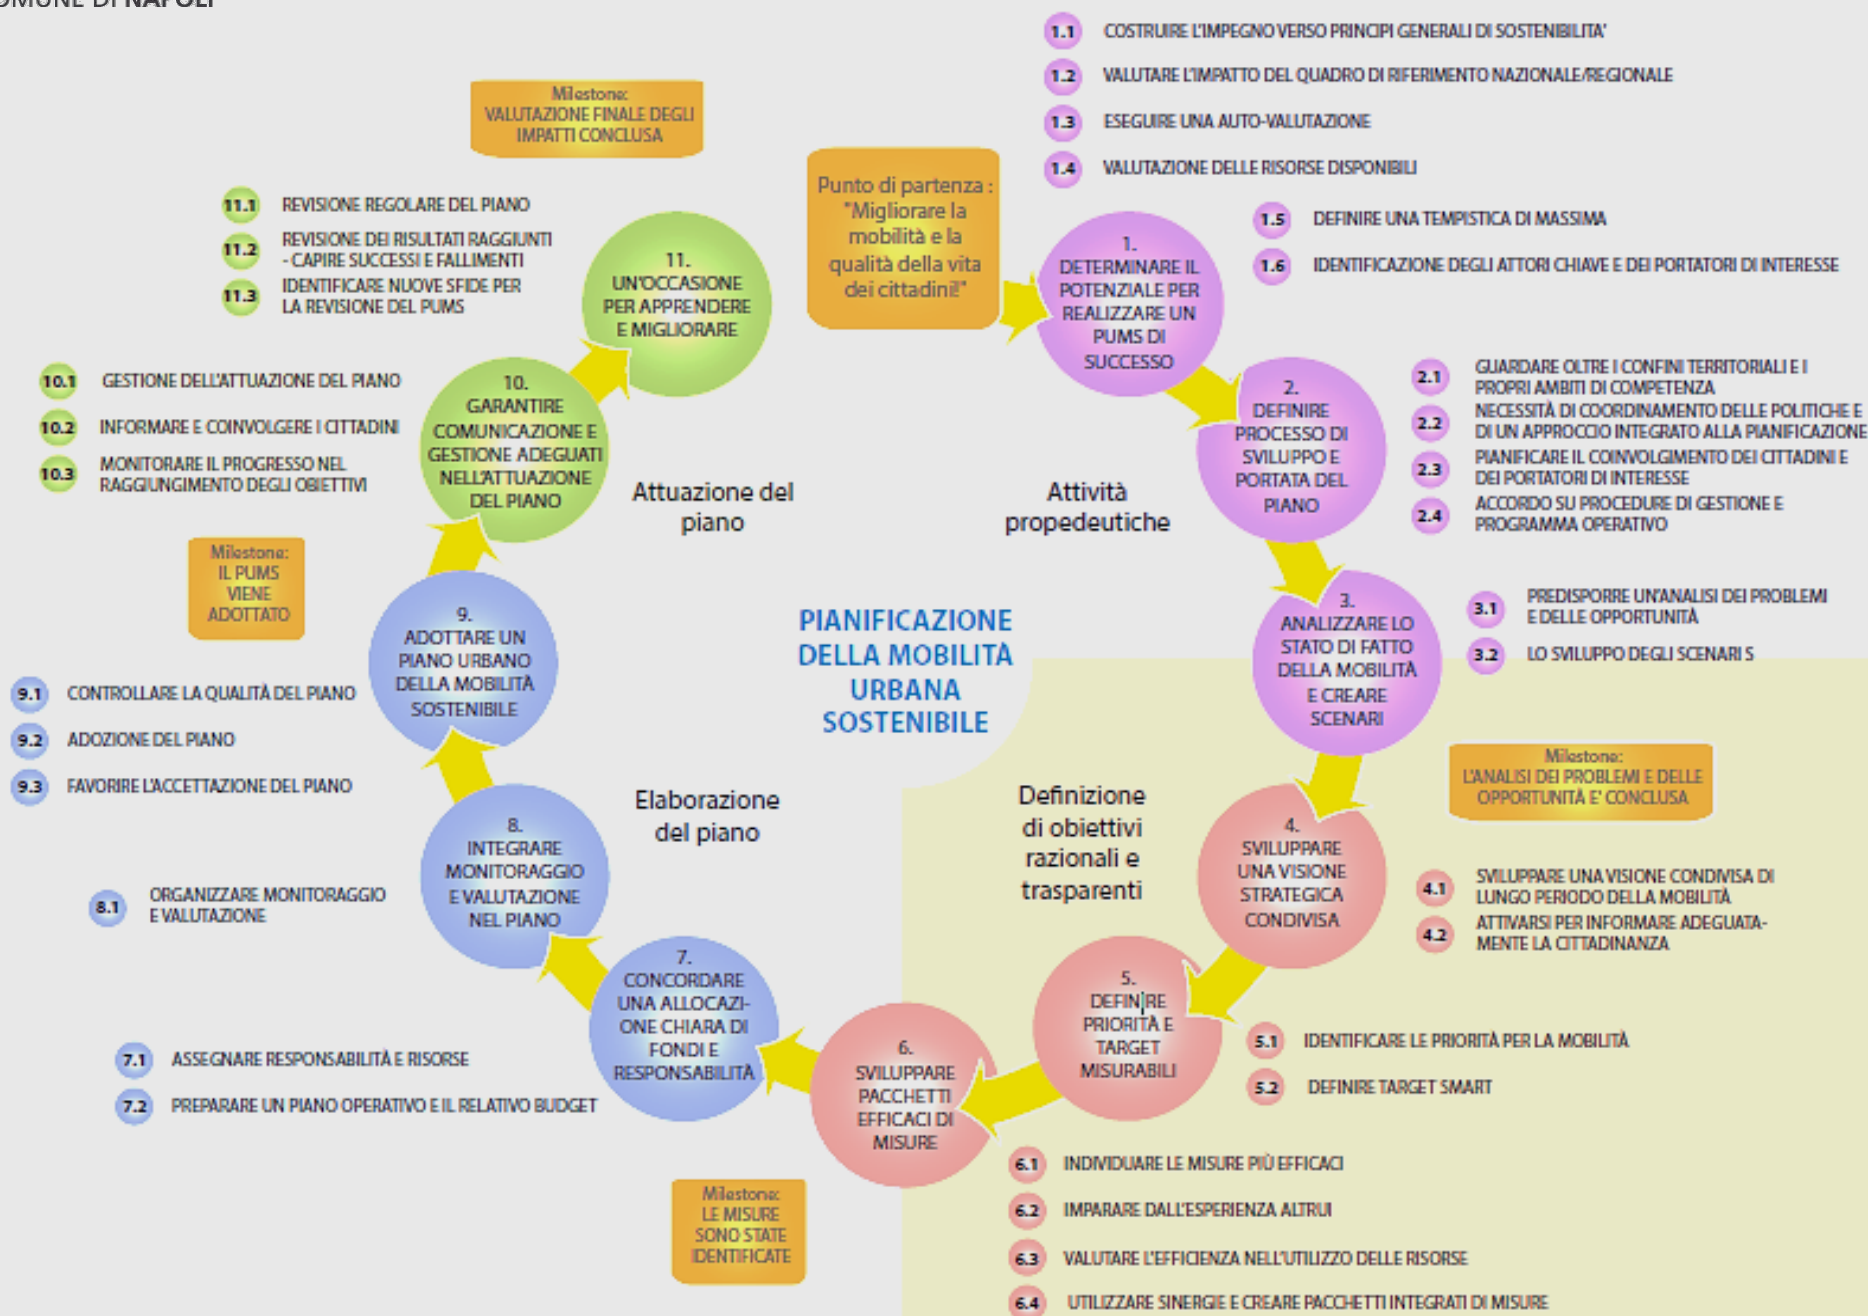 COMUNE DI NAPOLI
1.1 COSTRUIRE L'IMPEGNO VERSO PRINCIPI GENERALI DI SOSTENIBILITA'
1.2 VALUTARE L'IMPATTO DEL QUADRO DI RIFERIMENTO NAZIONALE/REGIONALE
1.3 ESEGUIRE UNA AUTO-VALUTAZIONE
1.4 VALUTAZIONE DELLE RISORSE DISPONIBILI
1.5 DEFINIRE UNA TEMPISTICA DI MASSIMA
1.6 IDENTIFICAZIONE DEGLI ATTORI CHIAVE E DEI PORTATORI DI INTERESSE
Milestone:
VALUTAZIONE FINALE DEGLI
IMPATTI CONCLUSA
Punto di partenza :
"Migliorare la
mobilità e la
qualità della vita
dei cittadini!"
1.
DETERMINARE IL
POTENZIALE PER
REALIZZARE UN
PUMS DI
SUCCESSO
2.
DEFINIRE
PROCESSO DI
SVILUPPO E
PORTATA DEL
PIANO
2.1 GUARDARE OLTRE I CONFINI TERRITORIALI E I
PROPRI AMBITI DI COMPETENZA
2.2 NECESSITÀ DI COORDINAMENTO DELLE POLITICHE E
DI UN APPROCCIO INTEGRATO ALLA PIANIFICAZIONE
2.3 PIANIFICARE IL COINVOLGIMENTO DEI CITTADINI E
DEI PORTATORI DI INTERESSE
2.4 ACCORDO SU PROCEDURE DI GESTIONE E
PROGRAMMA OPERATIVO
Attività
propedeutiche
3.
ANALIZZARE LO
STATO DI FATTO
DELLA MOBILITÀ
E CREARE
SCENARI
3.1 PREDISPORRE UN'ANALISI DEI PROBLEMI
E DELLE OPPORTUNITÀ
3.2 LO SVILUPPO DEGLI SCENARI S
Milestone:
L'ANALISI DEI PROBLEMI E DELLE
OPPORTUNITÀ E' CONCLUSA
PIANIFICAZIONE
DELLA MOBILITÀ
URBANA
SOSTENIBILE
Definizione
di obiettivi
razionali e
trasparenti
4.
SVILUPPARE
UNA VISIONE
STRATEGICA
CONDIVISA
4.1 SVILUPPARE UNA VISIONE CONDIVISA DI
LUNGO PERIODO DELLA MOBILITÀ
4.2 ATTIVARSI PER INFORMARE ADEGUATA-
MENTE LA CITTADINANZA
5.
DEFINIRE
PRIORITÀ E
TARGET
MISURABILI
5.1 IDENTIFICARE LE PRIORITÀ PER LA MOBILITÀ
5.2 DEFINIRE TARGET SMART
6.
SVILUPPARE
PACCHETTI
EFFICACI DI
MISURE
6.1 INDIVIDUARE LE MISURE PIÙ EFFICACI
6.2 IMPARARE DALL'ESPERIENZA ALTRUI
6.3 VALUTARE L'EFFICIENZA NELL'UTILIZZO DELLE RISORSE
6.4 UTILIZZARE SINERGIE E CREARE PACCHETTI INTEGRATI DI MISURE
Milestone:
LE MISURE
SONO STATE
IDENTIFICATE
7.
CONCORDARE
UNA ALLOCAZI-
ONE CHIARA DI
FONDI E
RESPONSABILITÀ
7.1 ASSEGNARE RESPONSABILITÀ E RISORSE
7.2 PREPARARE UN PIANO OPERATIVO E IL RELATIVO BUDGET
Elaborazione
del piano
8.
INTEGRARE
MONITORAGGIO
E VALUTAZIONE
NEL PIANO
8.1 ORGANIZZARE MONITORAGGIO
E VALUTAZIONE
9.
ADOTTARE UN
PIANO URBANO
DELLA MOBILITÀ
SOSTENIBILE
9.1 CONTROLLARE LA QUALITÀ DEL PIANO
9.2 ADOZIONE DEL PIANO
9.3 FAVORIRE L'ACCETTAZIONE DEL PIANO
Milestone:
IL PUMS
VIENE
ADOTTATO
Attuazione del
piano
10.
GARANTIRE
COMUNICAZIONE E
GESTIONE ADEGUATI
NELL'ATTUAZIONE
DEL PIANO
10.1 GESTIONE DELL'ATTUAZIONE DEL PIANO
10.2 INFORMARE E COINVOLGERE I CITTADINI
10.3 MONITORARE IL PROGRESSO NEL
RAGGIUNGIMENTO DEGLI OBIETTIVI
11.
UN'OCCASIONE
PER APPRENDERE
E MIGLIORARE
11.1 REVISIONE REGOLARE DEL PIANO
11.2 REVISIONE DEI RISULTATI RAGGIUNTI
- CAPIRE SUCCESSI E FALLIMENTI
11.3 IDENTIFICARE NUOVE SFIDE PER
LA REVISIONE DEL PUMS